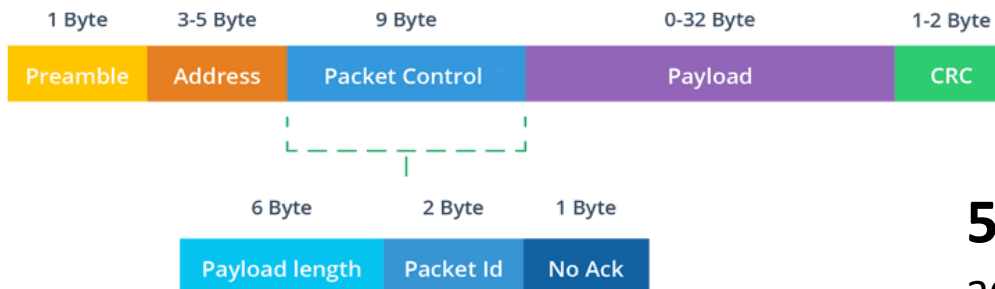 1 Byte 3-5 Byte 9 Byte 0-32 Byte 1-2 Byte
Preamble Address Packet Control Payload CRC
6 Byte 2 Byte 1 Byte
Payload length Packet Id No Ack
5